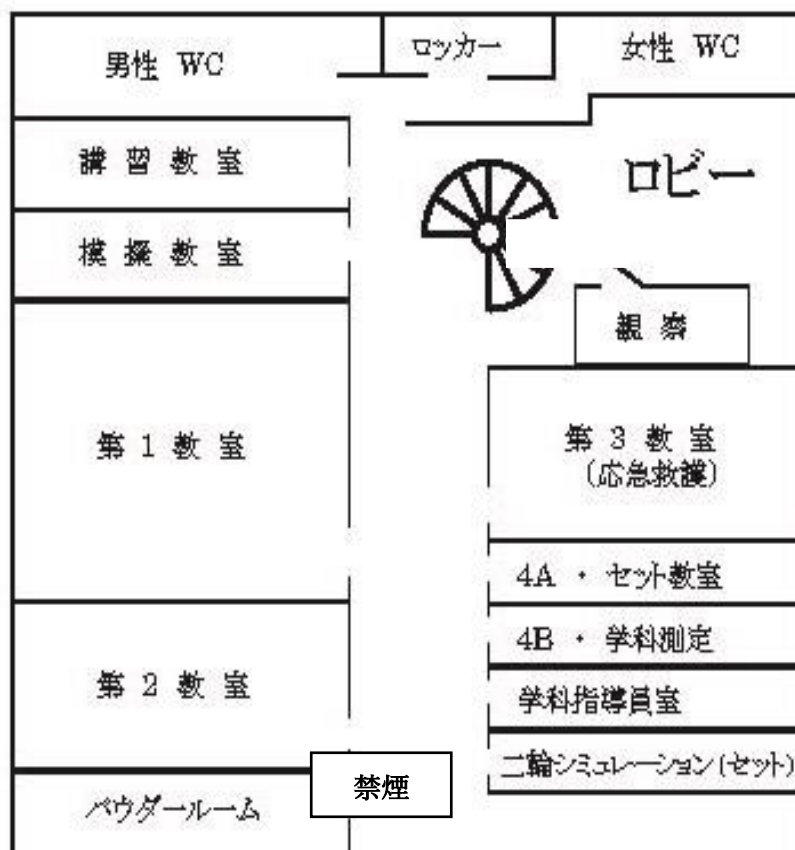 男性 WC
ロッカー
女性 WC
講習教室
ロビー
模擬教室
観察
第1教室
第3教室
(応急救護)
4A ・ セット教室
4B ・ 学科測定
第2教室
学科指導員室
二輪シミュレーション(セット)
禁煙
パウダールーム